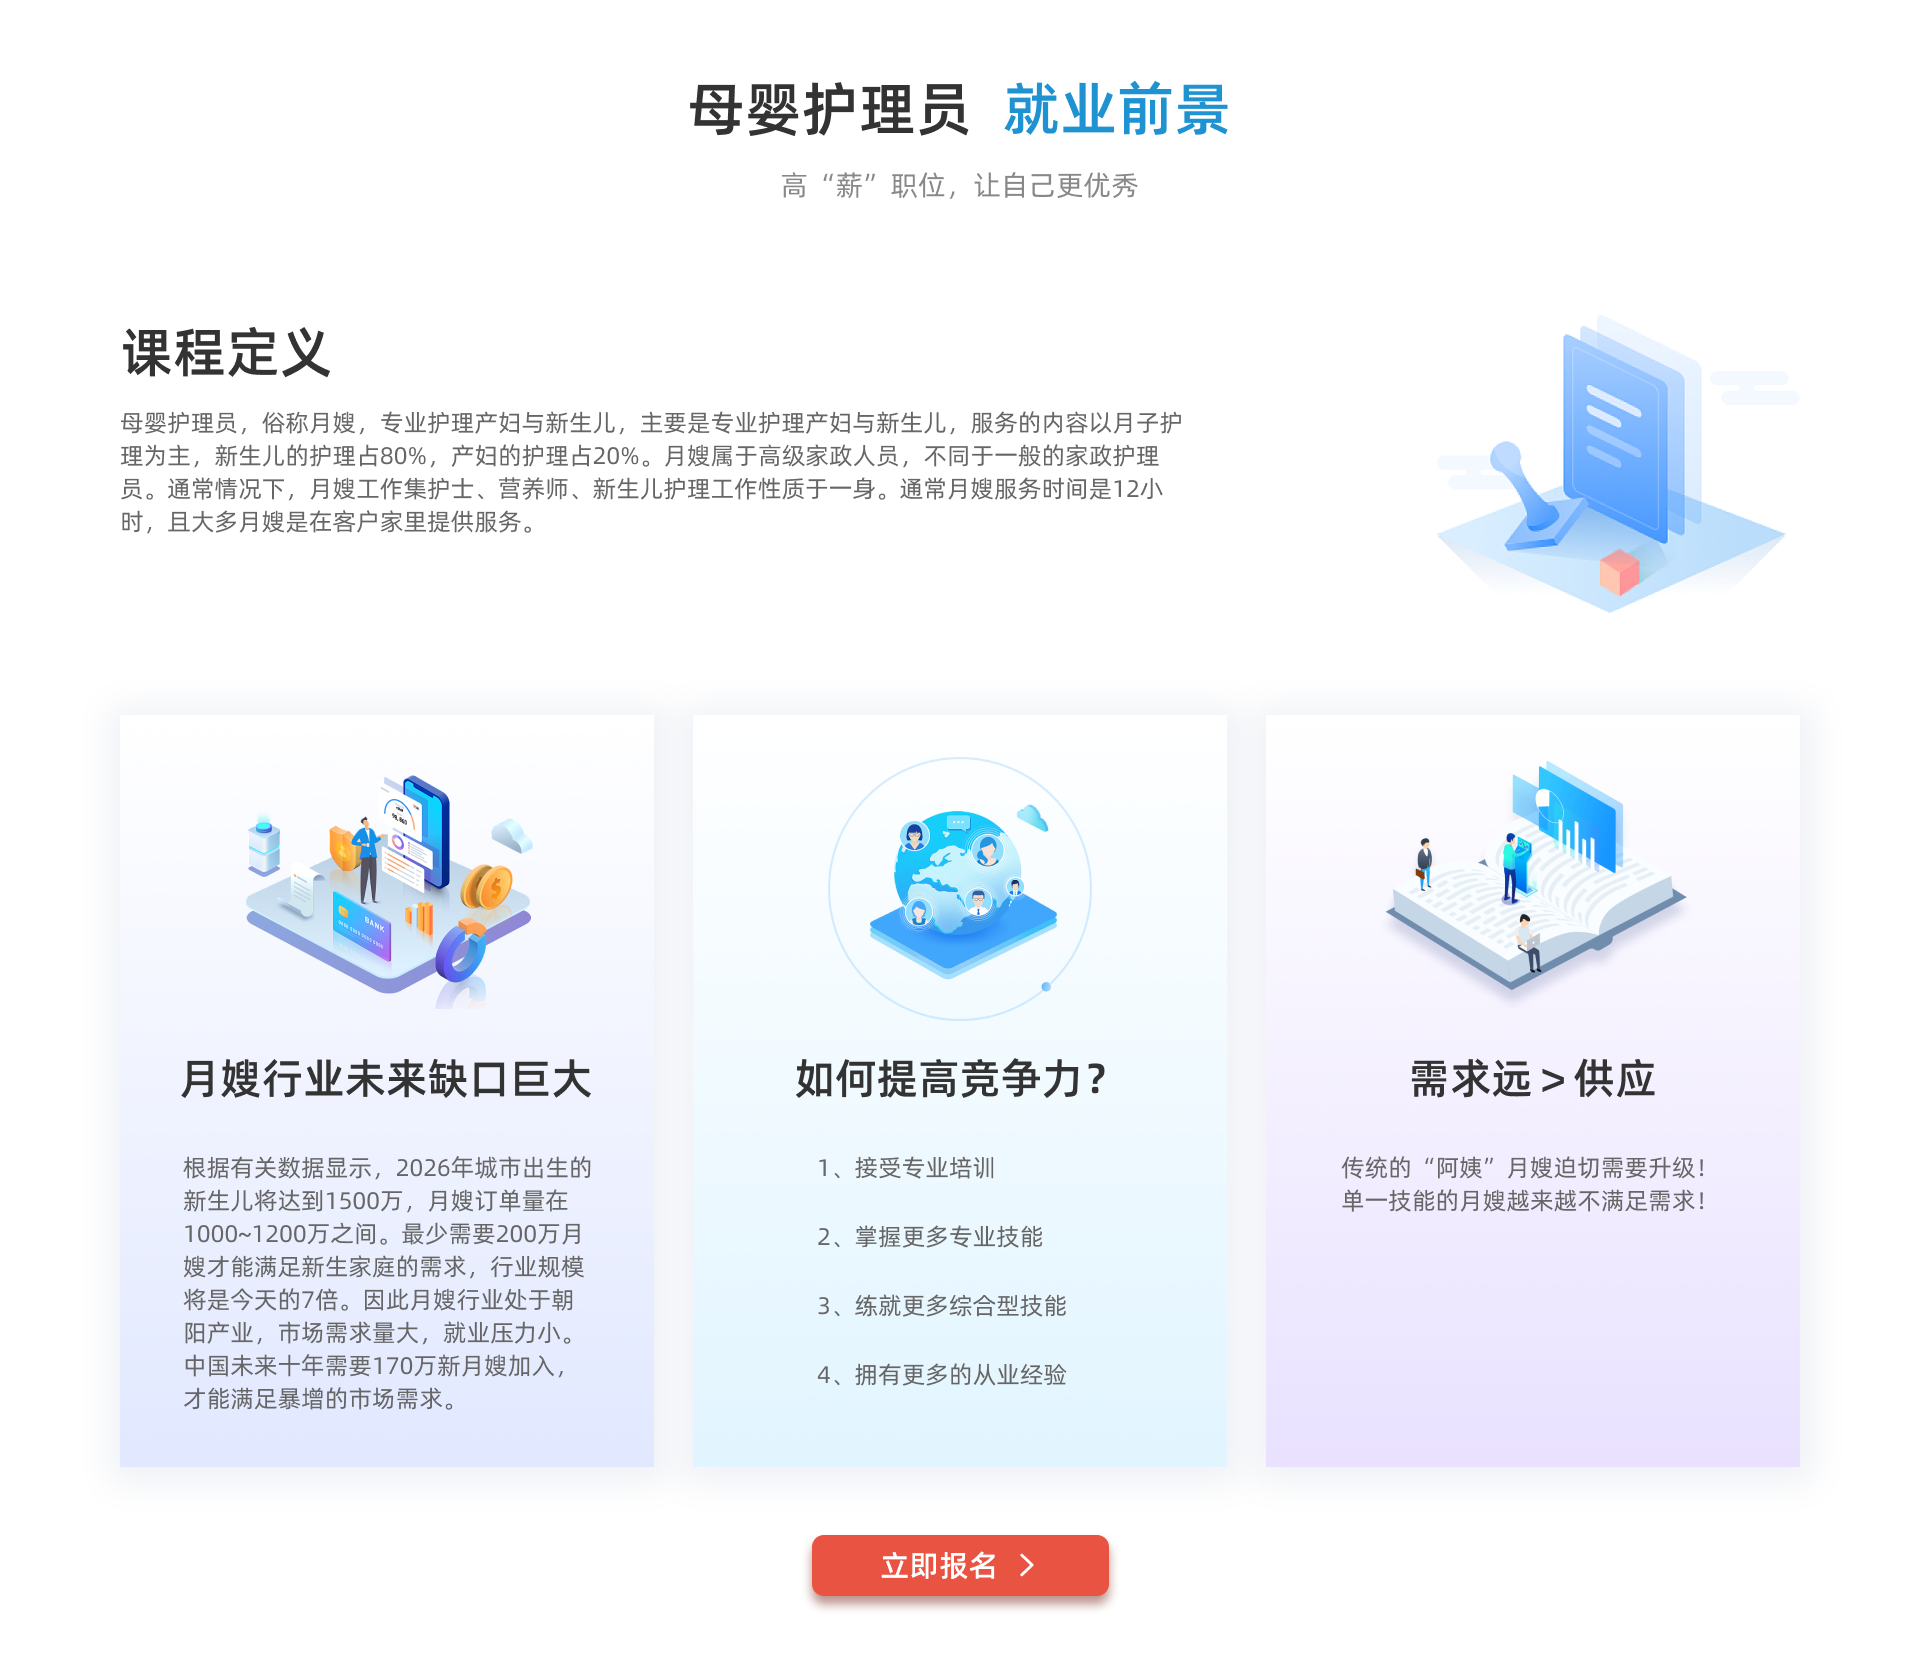 母婴护理员 就业前景
高“薪”职位，让自己更优秀
课程定义
母婴护理员，俗称月嫂，专业护理产妇与新生儿，主要是专业护理产妇与新生儿，服务的内容以月子护
理为主，新生儿的护理占80%，产妇的护理占20%。月嫂属于高级家政人员，不同于一般的家政护理
员。通常情况下，月嫂工作集护士、营养师、新生儿护理工作性质于一身。通常月嫂服务时间是12小
时，且大多月嫂是在客户家里提供服务。
BANK
月嫂行业未来缺口巨大
根据有关数据显示，2026年城市出生的
新生儿将达到1500万，月嫂订单量在
1000~1200万之间。最少需要200万月
嫂才能满足新生家庭的需求，行业规模
将是今天的7倍。因此月嫂行业处于朝
阳产业，市场需求量大，就业压力小。
中国未来十年需要170万新月嫂加入，
才能满足暴增的市场需求。
如何提高竞争力？
1、接受专业培训
2、掌握更多专业技能
3、练就更多综合型技能
4、拥有更多的从业经验
需求远＞供应
传统的“阿姨”月嫂迫切需要升级！
单一技能的月嫂越来越不满足需求！
立即报名